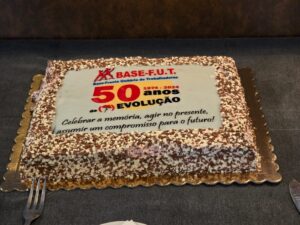 BASE-F.U.T.
Base-Frente Unitária de Trabalhadores
1974 - 2024
50 anos
de EVOLUÇÃO
Celebrar a memória, agir no presente,
assumir um compromisso para o futuro!